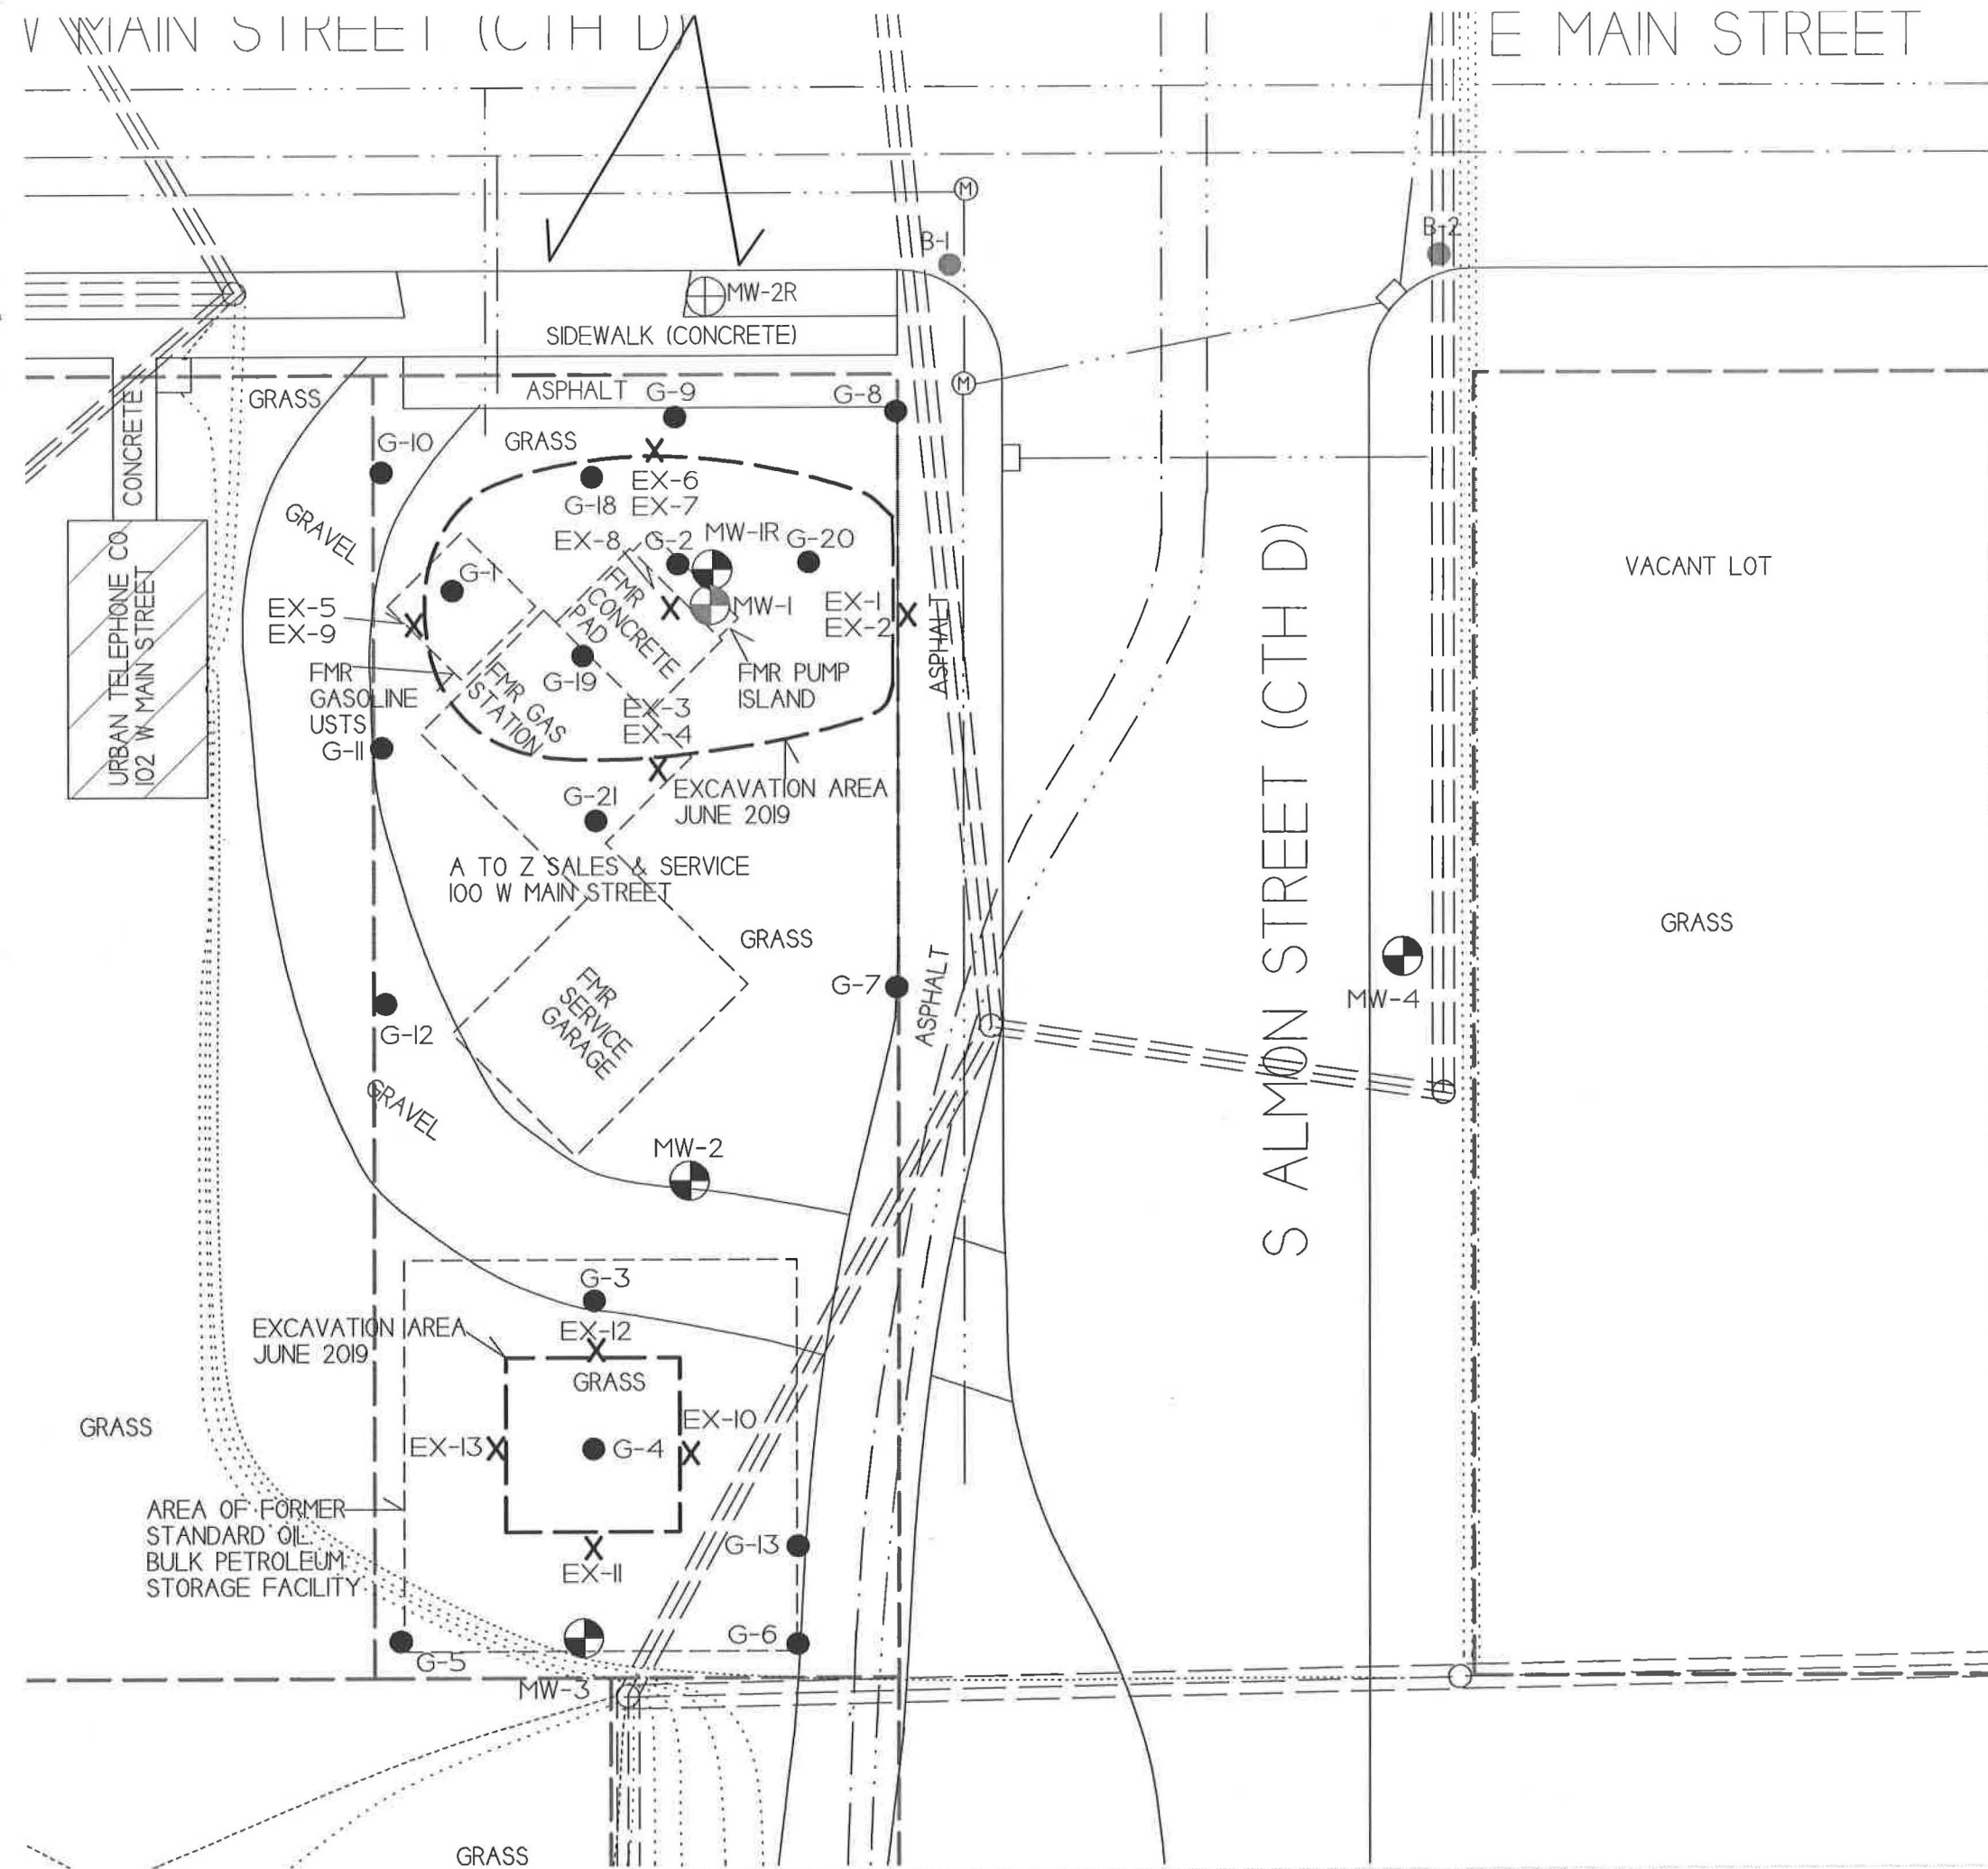 MAIN STREET (CTH D)
E MAIN STREET
M
B-1
B-2
MW-2R
SIDEWALK (CONCRETE)
M
ASPHALT
G-9
G-8
GRASS
CONCRETE
GRASS
G-10
EX-6
G-18
EX-7
GRAVEL
EX-8
G-2
MW-1R
G-20
VACANT LOT
G-1
FMR
CONCRETE
PAD
MW-1
EX-1
EX-2
ASPHALT
EX-5
EX-9
URBAN TELEPHONE CO.
102 W MAIN STREET
FMR
GASOLINE
USTS
G-11
FMR GAS
STATION
G-19
FMR PUMP
ISLAND
EX-3
EX-4
S ALMON STREET (CTH D)
EXCAVATION AREA
JUNE 2019
G-21
A TO Z SALES & SERVICE
100 W MAIN STREET
GRASS
GRASS
G-7
ASPHALT
MW-4
FMR
SERVICE
GARAGE
G-12
GRAVEL
MW-2
G-3
EXCAVATION AREA
JUNE 2019
EX-12
GRASS
EX-10
GRASS
EX-13
G-4
AREA OF FORMER
STANDARD OIL
BULK PETROLEUM
STORAGE FACILITY
G-13
EX-11
G-6
G-5
MW-3
GRASS